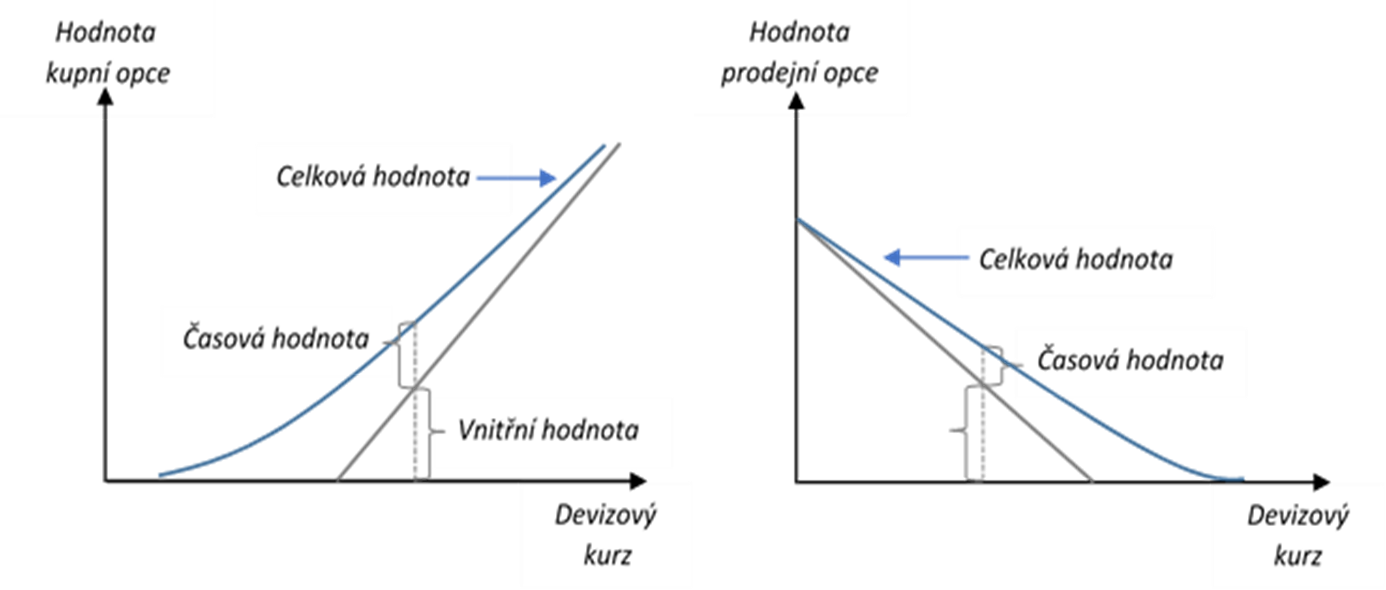 Hodnota
kupní opce
Celková hodnota
Časová hodnota
Vnitřní hodnota
Devizový
kurz
Hodnota
prodejní opce
Celková hodnota
Časová hodnota
Devizový
kurz